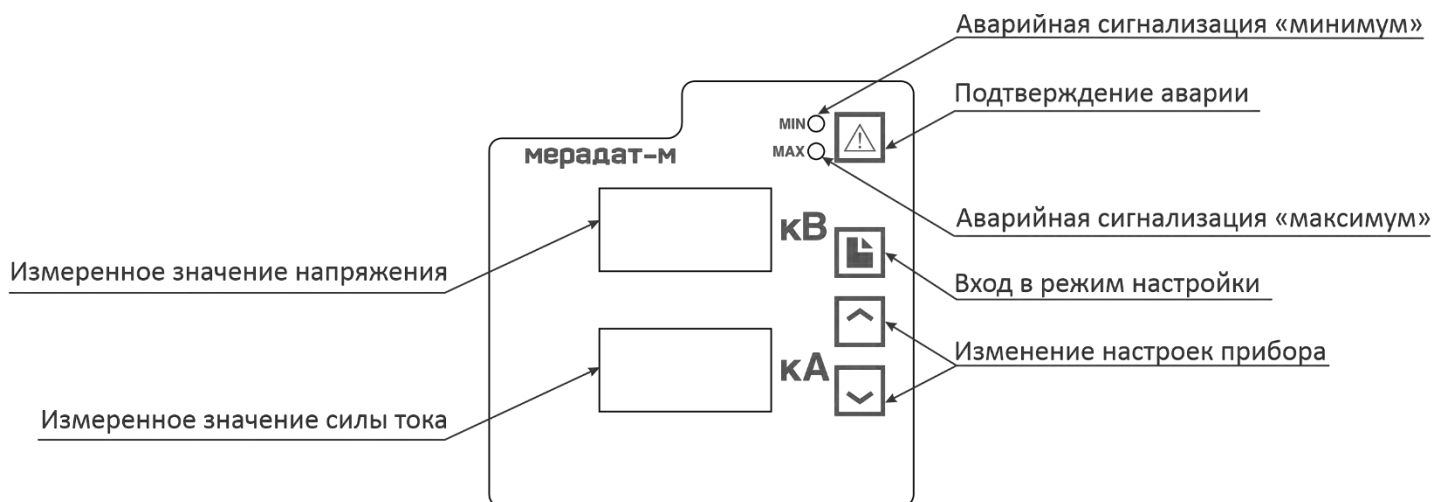 Аварийная сигнализация «минимум»
Подтверждение аварии
MIN
MAX
мерадат-м
кВ
Аварийная сигнализация «максимум»
Измеренное значение напряжения
Вход в режим настройки
Изменение настроек прибора
кА
Измеренное значение силы тока